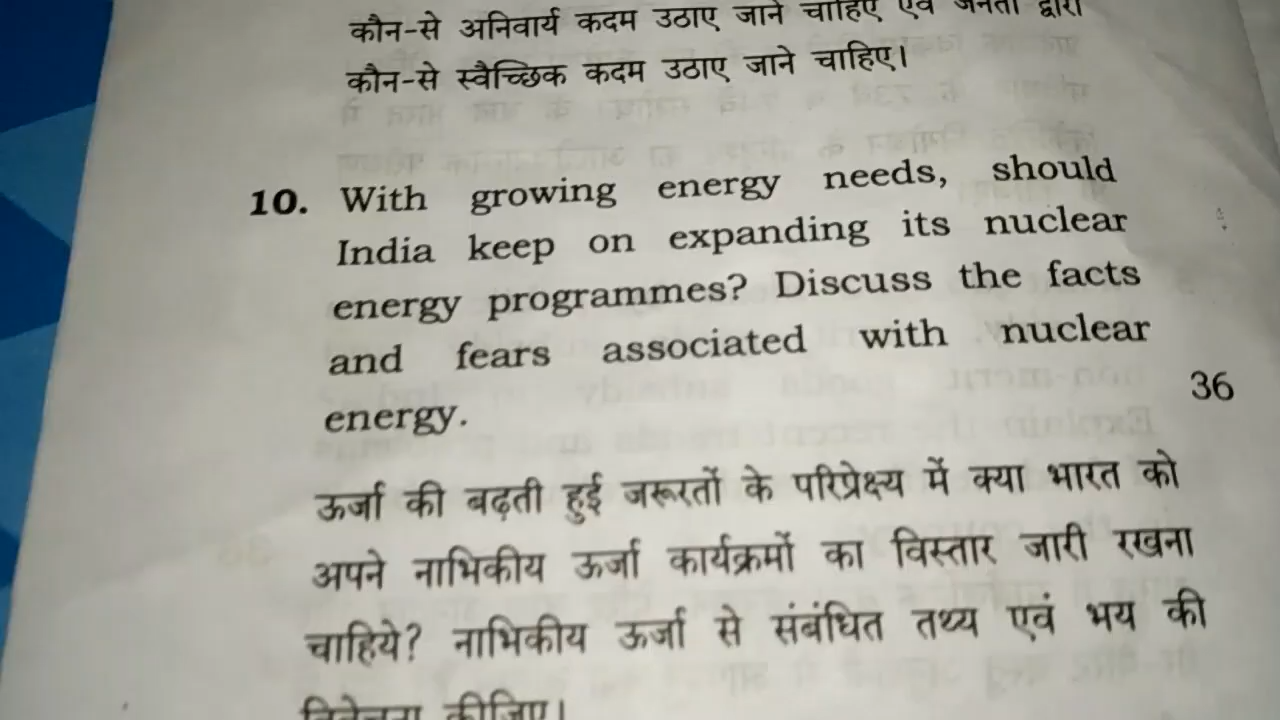 कौन-से अनिवार्य कदम उठाए जाने चाहिए एवं जनता द्वारा
कौन-से स्वैच्छिक कदम उठाए जाने चाहिए।
10. With growing energy needs, should
India keep on expanding its nuclear
energy programmes? Discuss the facts
and fears associated with nuclear
energy. 36
ऊर्जा की बढ़ती हुई जरूरतों के परिप्रेक्ष्य में क्या भारत को
अपने नाभिकीय ऊर्जा कार्यक्रमों का विस्तार जारी रखना
चाहिये? नाभिकीय ऊर्जा से संबंधित तथ्य एवं भय की
विवेचना कीजिए।